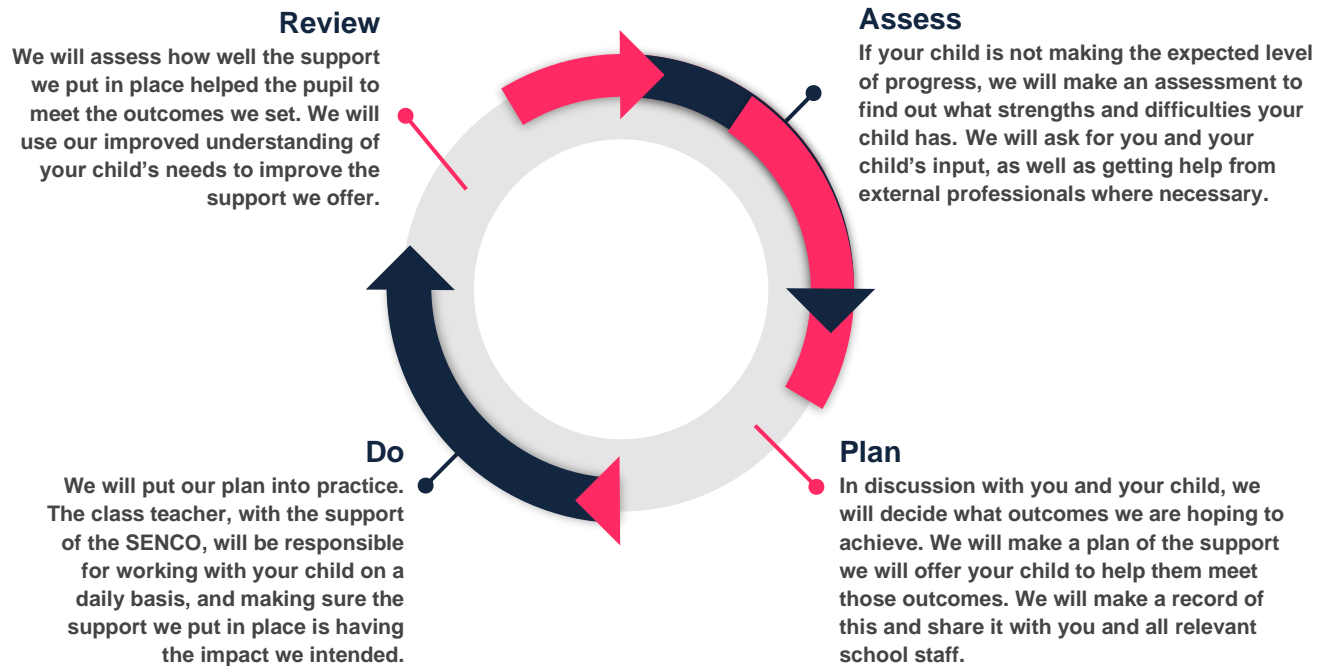 Review
We will assess how well the support
we put in place helped the pupil to
meet the outcomes we set. We will
use our improved understanding of
your child’s needs to improve the
support we offer.
Assess
If your child is not making the expected level
of progress, we will make an assessment to
find out what strengths and difficulties your
child has. We will ask for you and your
child’s input, as well as getting help from
external professionals where necessary.
Do
We will put our plan into practice.
The class teacher, with the support
of the SENCO, will be responsible
for working with your child on a
daily basis, and making sure the
support we put in place is having
the impact we intended.
Plan
In discussion with you and your child, we
will decide what outcomes we are hoping to
achieve. We will make a plan of the support
we will offer your child to help them meet
those outcomes. We will make a record of
this and share it with you and all relevant
school staff.